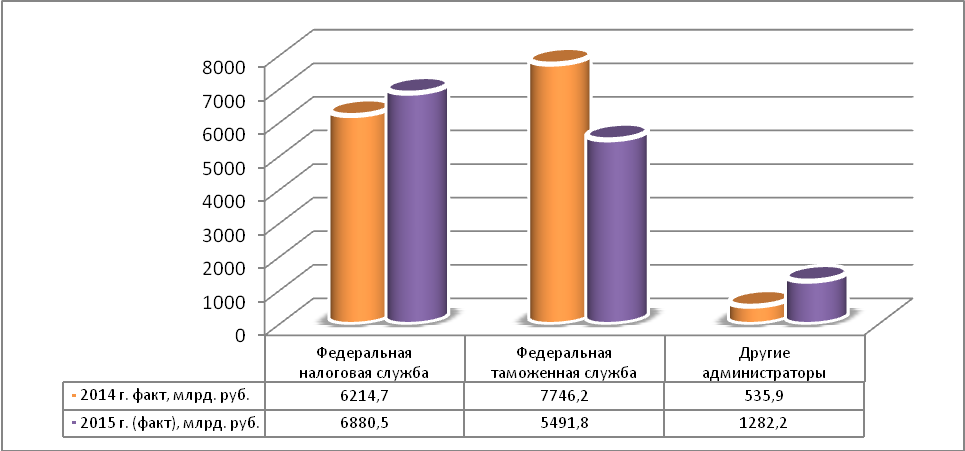 8000
7000
6000
5000
4000
3000
2000
1000
0
Федеральная налоговая служба
Федеральная таможенная служба
Другие администраторы
2014 г. факт, млрд. руб. 6214,7 7746,2 535,9
2015 г. (факт), млрд. руб. 6880,5 5491,8 1282,2